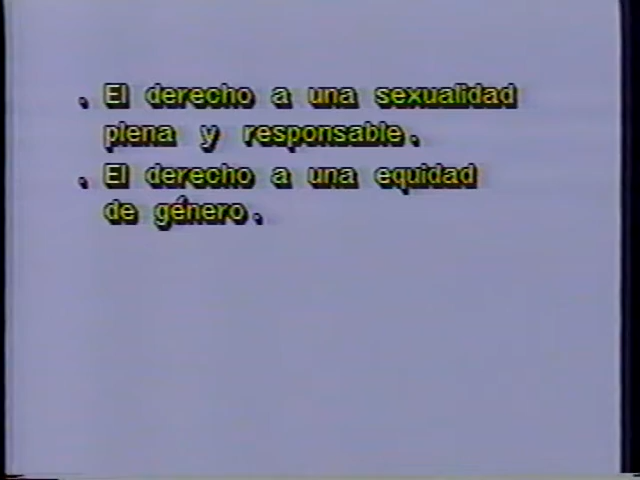 . El derecho a una sexualidad
plena y responsable.
. El derecho a una equidad
de género.